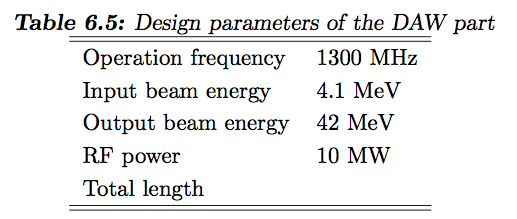 Table 6.5: Design parameters of the DAW part
Operation frequency 1300 MHz
Input beam energy 4.1 MeV
Output beam energy 42 MeV
RF power 10 MW
Total length